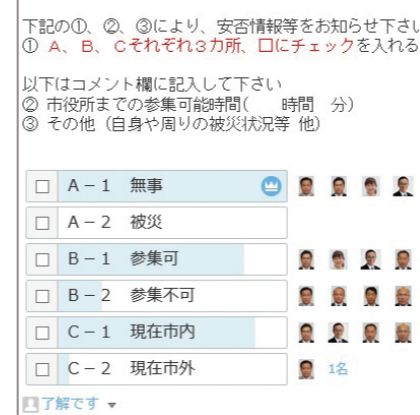 下記の①、②、③により、安否情報等をお知らせ下さい
① A、B、Cそれぞれ3カ所、口にチェックを入れる
以下はコメント欄に記入して下さい
② 市役所までの参集可能時間(　　時間　分)
③ その他（自身や周りの被災状況等 他）
A－1　無事
A－2　被災
B－1　参集可
B－2　参集不可
C－1　現在市内
C－2　現在市外
1名
了解です